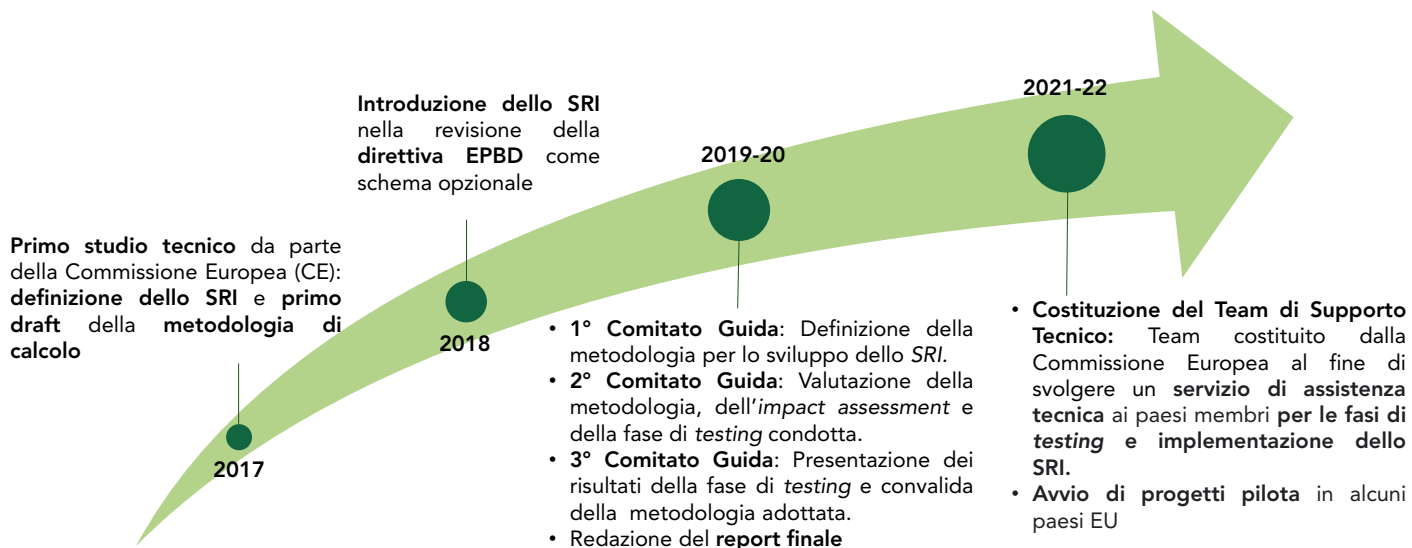 Primo studio tecnico da parte
della Commissione Europea (CE):
definizione dello SRI e primo
draft della metodologia di
calcolo
2017
Introduzione dello SRI
nella revisione della
direttiva EPBD come
schema opzionale
2018
2019-20
• 1° Comitato Guida: Definizione della
metodologia per lo sviluppo dello SRI.
• 2° Comitato Guida: Valutazione della
metodologia, dell'impact assessment e
della fase di testing condotta.
• 3° Comitato Guida: Presentazione dei
risultati della fase di testing e convalida
della metodologia adottata.
• Redazione del report finale
2021-22
• Costituzione del Team di Supporto
Tecnico: Team costituito dalla
Commissione Europea al fine di
svolgere un servizio di assistenza
tecnica ai paesi membri per le fasi di
testing e implementazione dello
SRI.
• Avvio di progetti pilota in alcuni
paesi EU